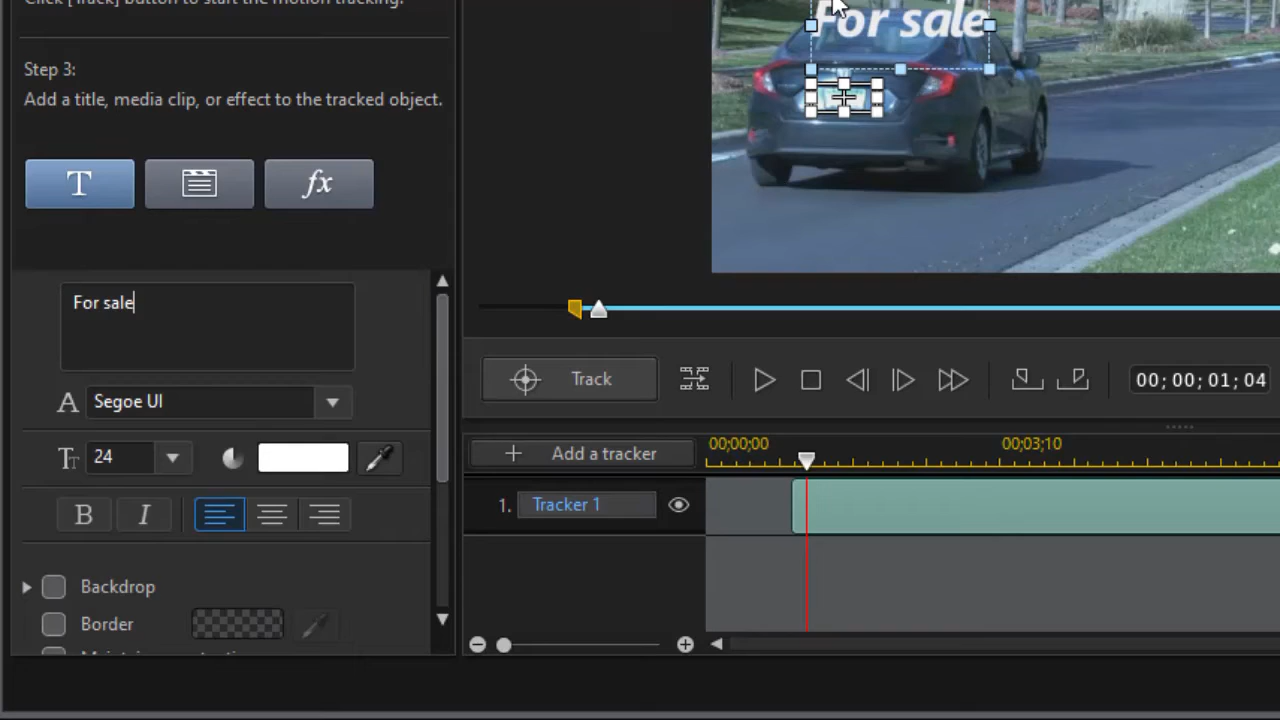 Click [Track] button to start the motion tracking.
Step 3:
Add a title, media clip, or effect to the tracked object.
T
fx
For sale
A Segoe UI
TT 24
B I
Backdrop
Border
For sale
Track
00;00;01;04
Add a tracker
00;00;00
00;03;10
1. Tracker 1